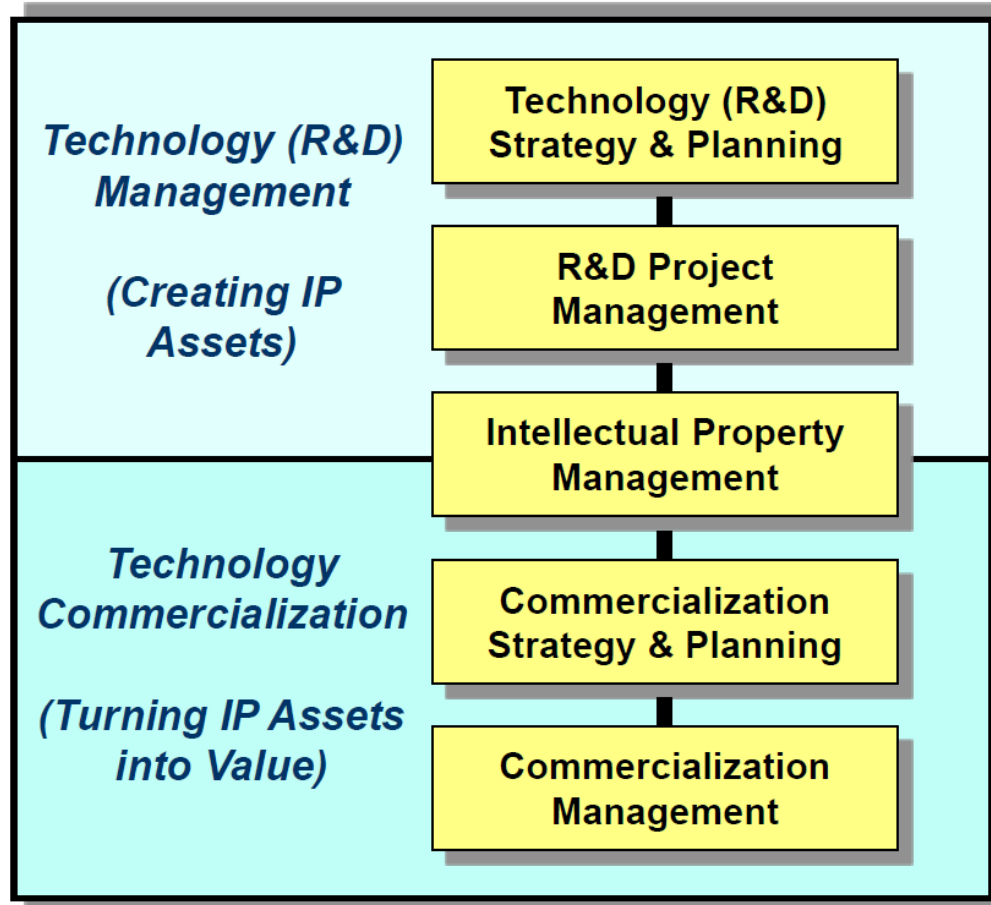 Technology (R&D)
Management
(Creating IP
Assets)
Technology (R&D)
Strategy & Planning
R&D Project
Management
Intellectual Property
Management
Technology
Commercialization
(Turning IP Assets
into Value)
Commercialization
Strategy & Planning
Commercialization
Management